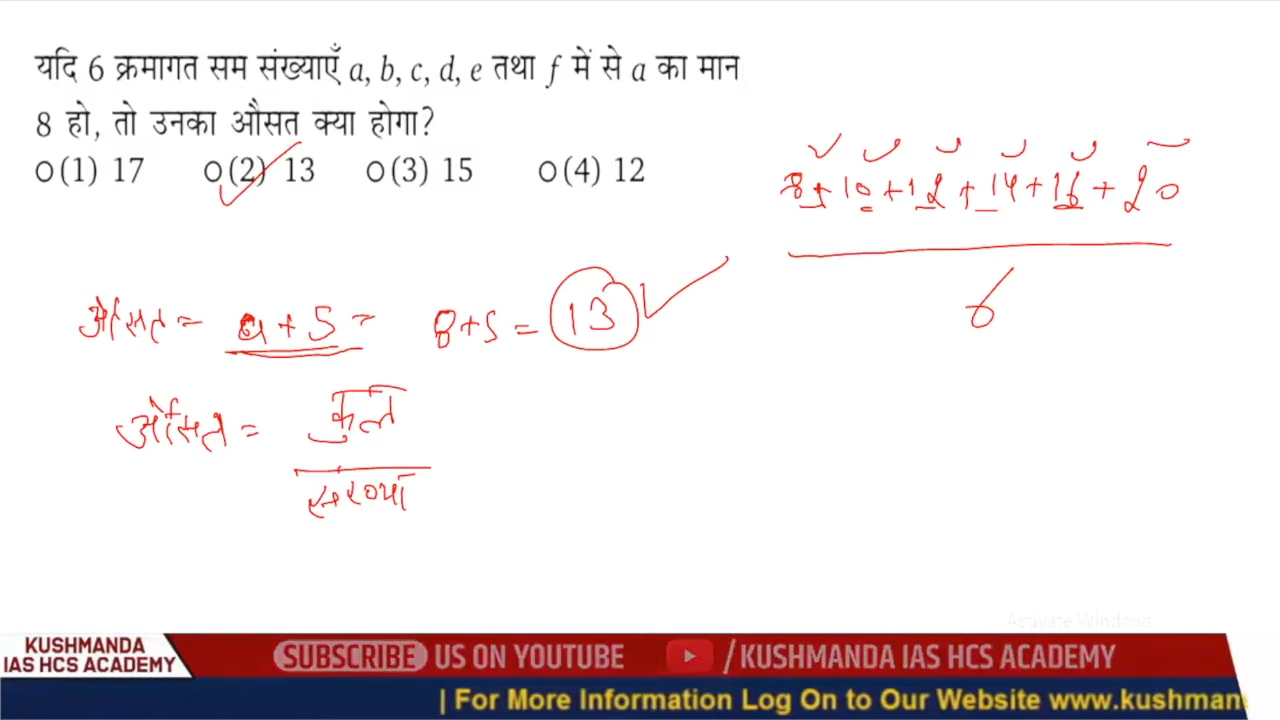 यदि 6 क्रमागत सम संख्याएँ a, b, c, d, e तथा f में से a का मान
8 हो, तो उनका औसत क्या होगा?
(1) 17 (2) 13 (3) 15 (4) 12
8+10+12+14+16+20
6
औसत = a+5 = 8+5 = 13
औसत = कुल
संख्या
Activate Windows
KUSHMANDA
IAS HCS ACADEMY
SUBSCRIBE US ON YOUTUBE /KUSHMANDA IAS HCS ACADEMY
| For More Information Log On to Our Website www.kushman